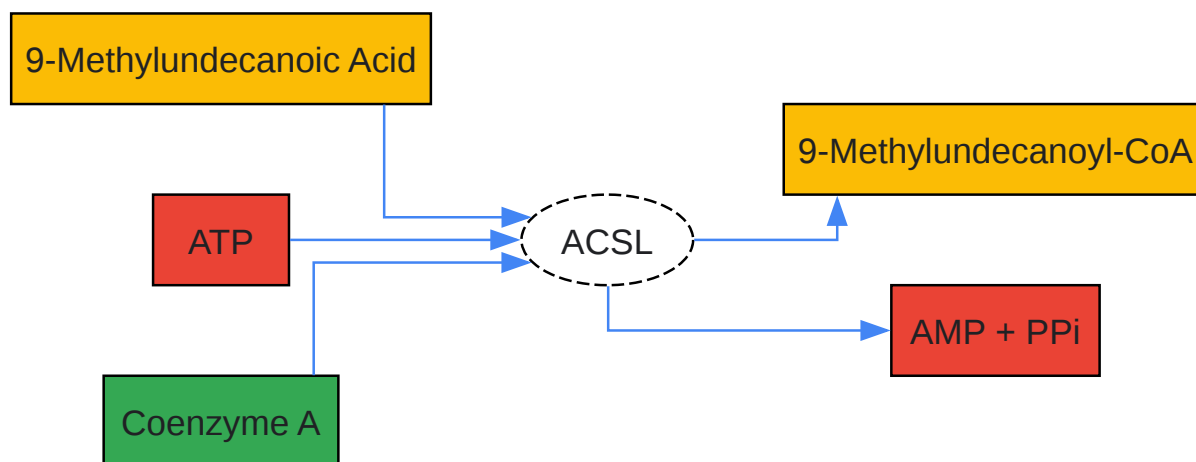 9-Methylundecanoic Acid
9-Methylundecanoyl-CoA
ATP
ACSL
AMP + PPi
Coenzyme A